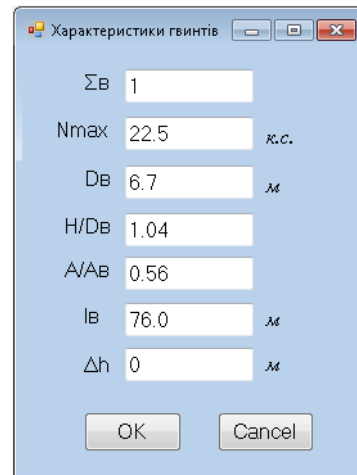 Характеристики гвинтів
Σв 1
Nmax 22.5 к.с.
Dв 6.7 м
H/Dв 1.04
A/Aв 0.56
lв 76.0 м
Δh 0 м
OK Cancel